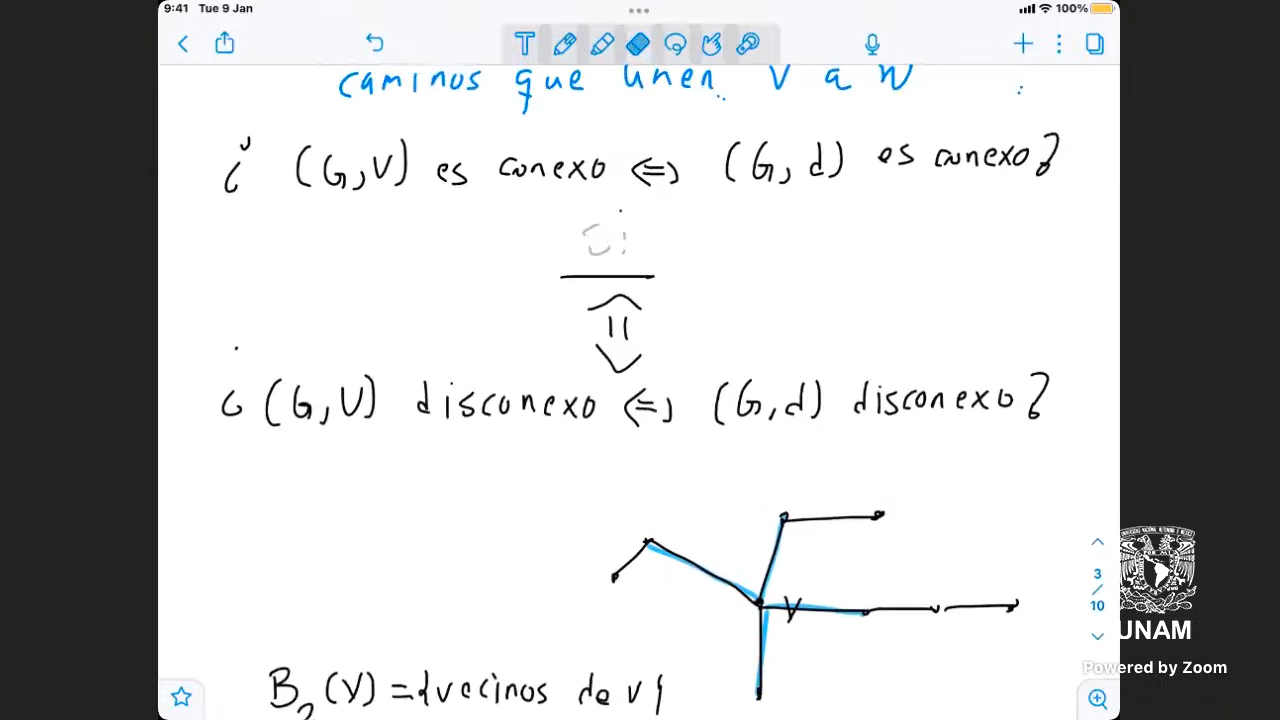 9:41 Tue 9 Jan 100%
caminos que unen V a W
¿ (G,V) es conexo ⇔ (G,d) es conexo?
¿ (G,V) disconexo ⇔ (G,d) disconexo?
V
3
/
10
UNAM
Powered by Zoom
B₂(V) = {vecinos de v}